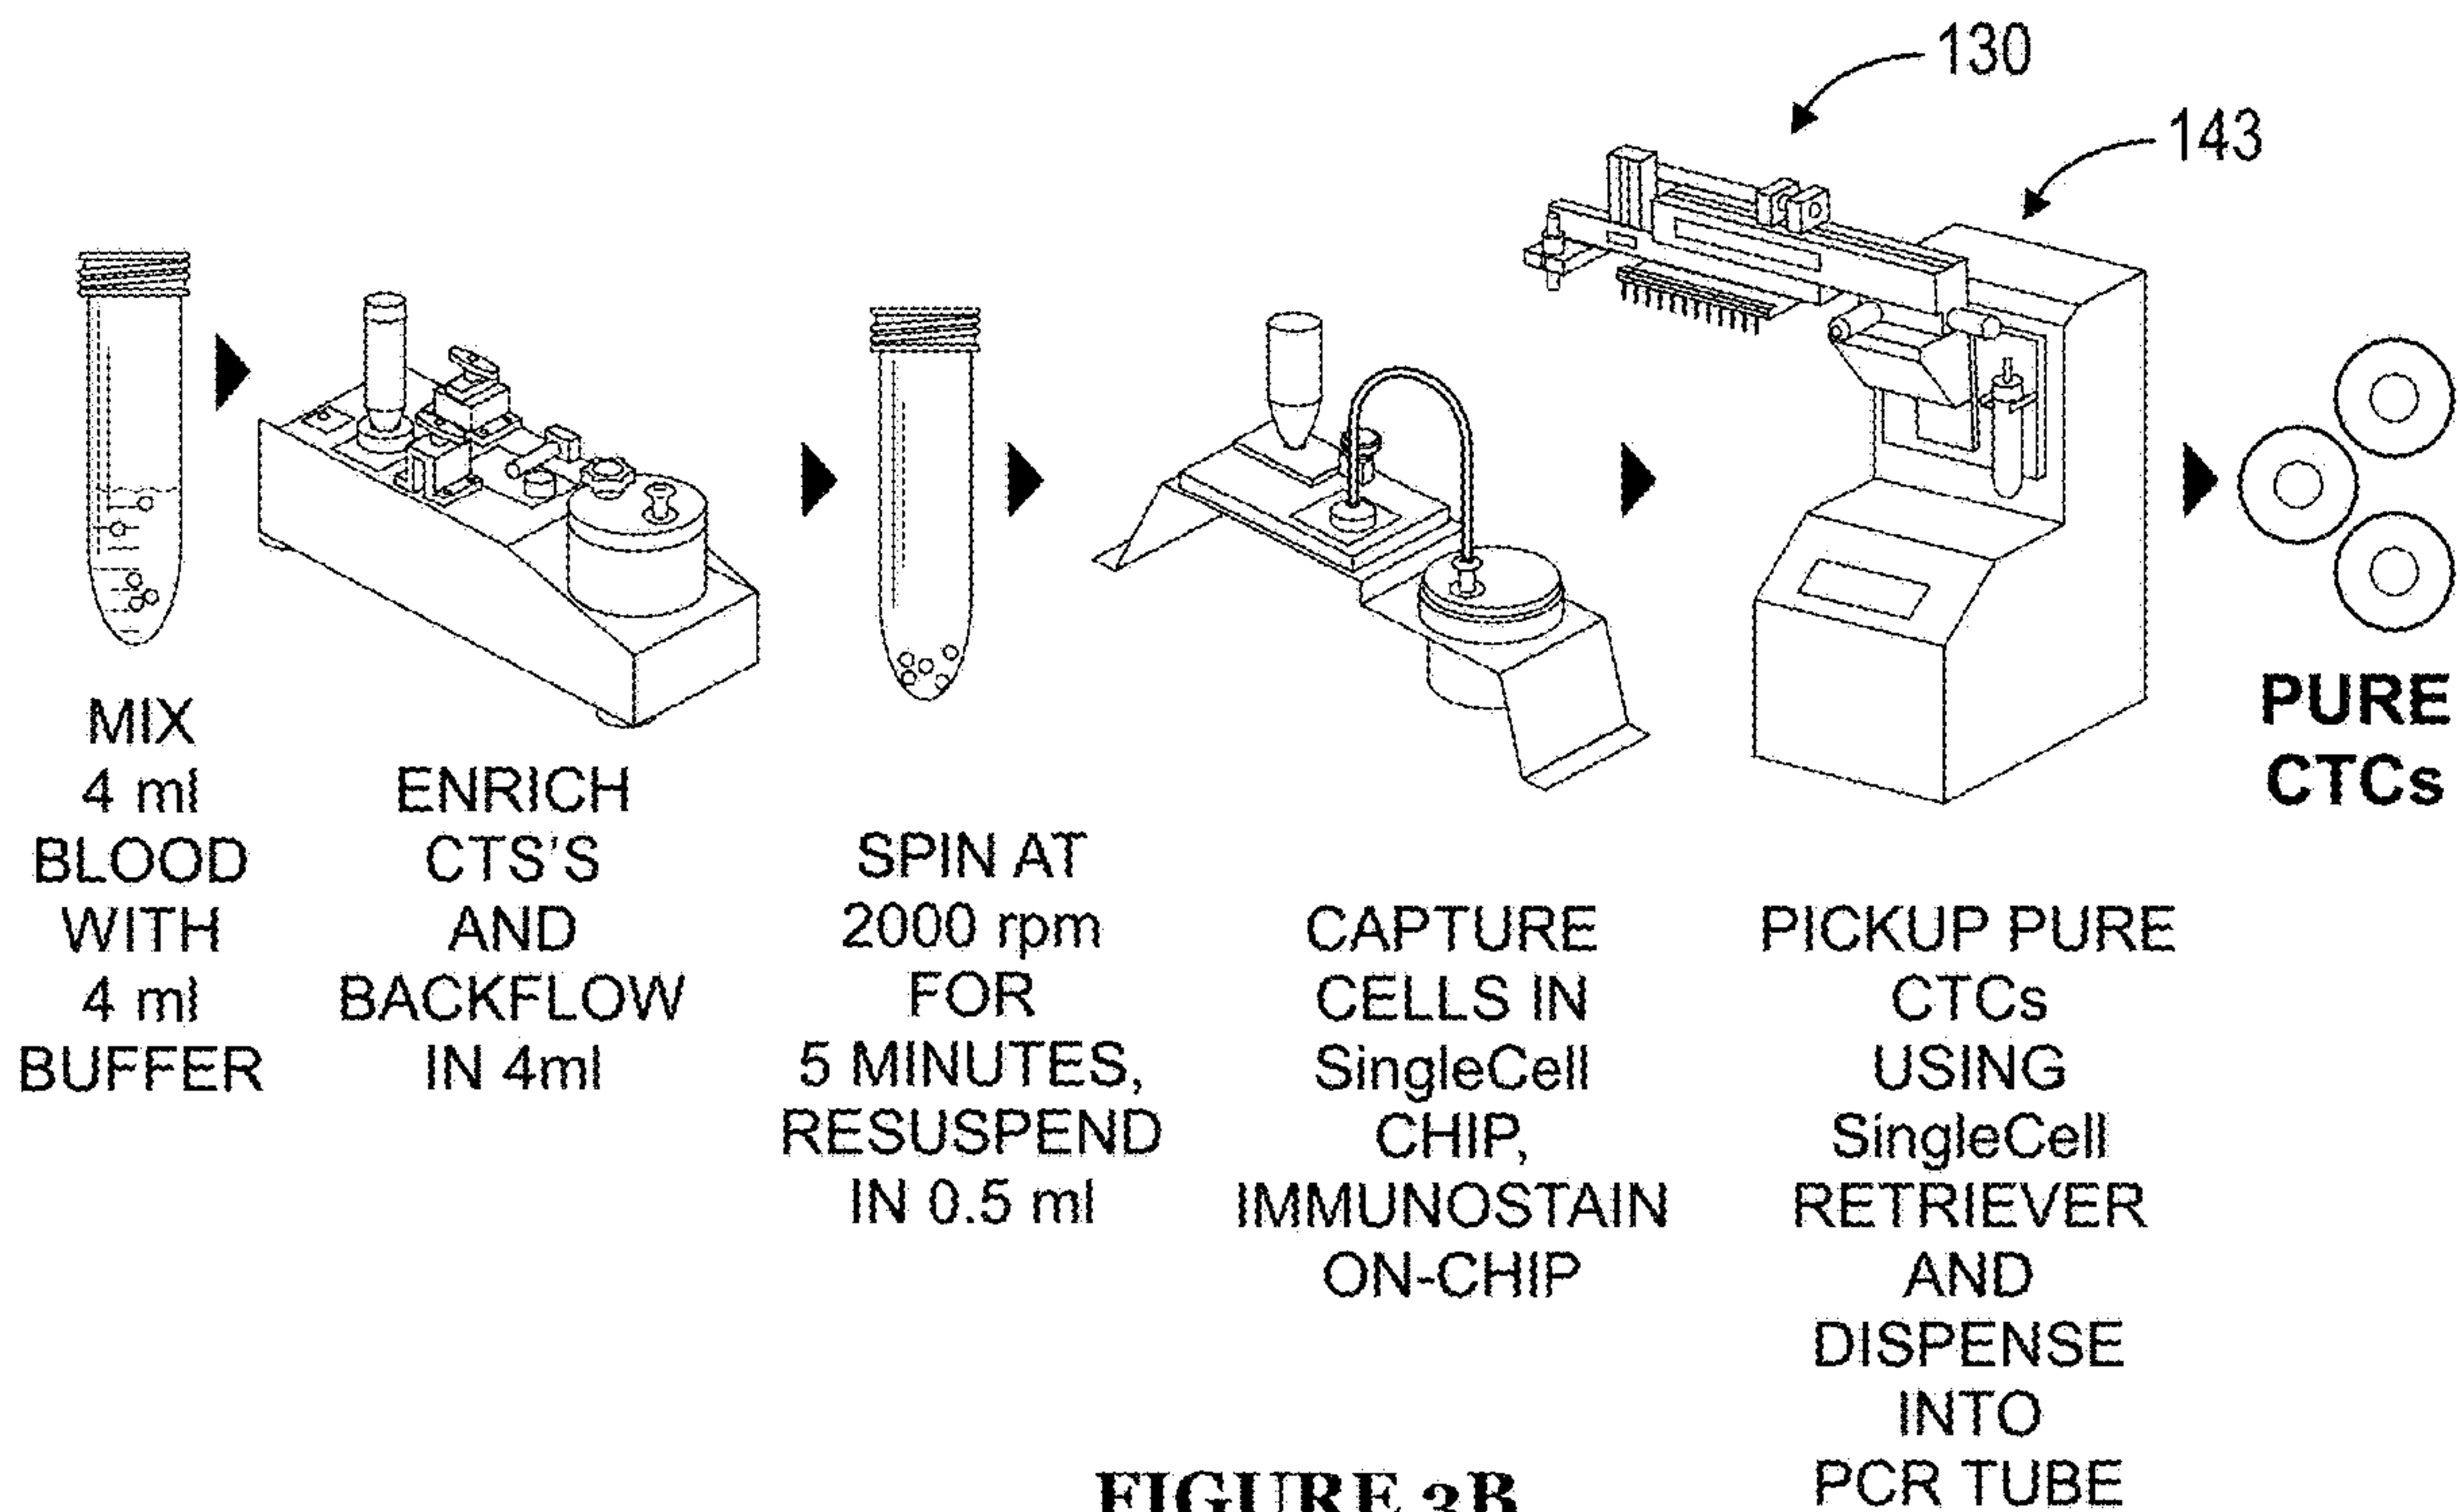 130
143
MIX
4 ml
BLOOD
WITH
4 ml
BUFFER
ENRICH
CTS'S
AND
BACKFLOW
IN 4ml
SPIN AT
2000 rpm
FOR
5 MINUTES,
RESUSPEND
IN 0.5 ml
CAPTURE
CELLS IN
SingleCell
CHIP,
IMMUNOSTAIN
ON-CHIP
PICKUP PURE
CTCs
USING
SingleCell
RETRIEVER
AND
DISPENSE
INTO
PCR TUBE
PURE
CTCs
FIGURE 3B